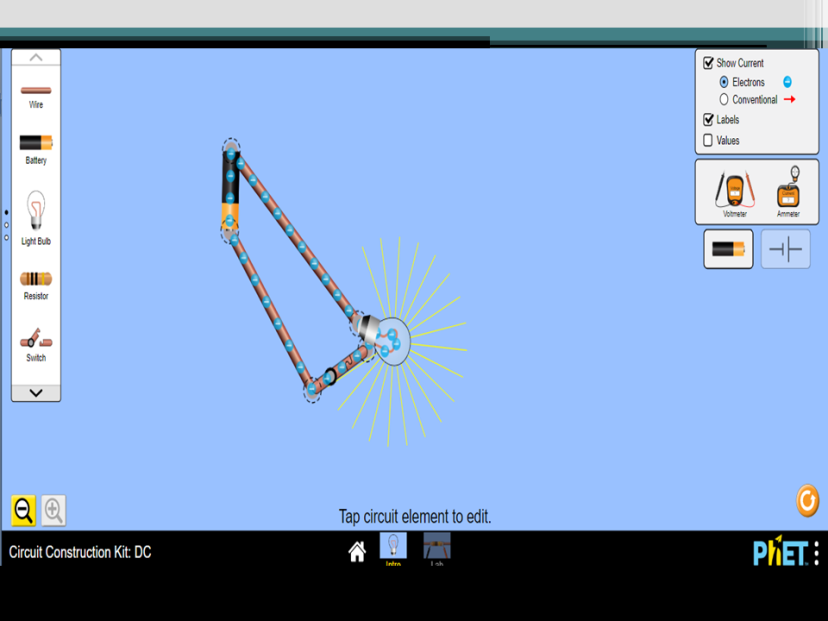 Wire
Battery
Light Bulb
Resistor
Switch
Show Current
Electrons
Conventional
Labels
Values
Voltmeter
Ammeter
Tap circuit element to edit.
Circuit Construction Kit: DC
Intro
Lab
PhET